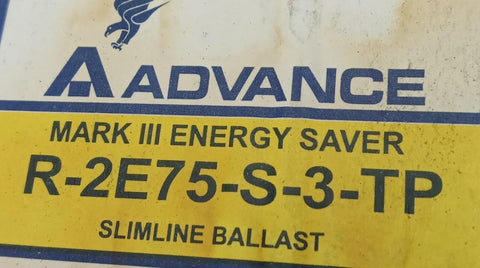 ADVANCE
MARK III ENERGY SAVER
R-2E75-S-3-TP
SLIMLINE BALLAST